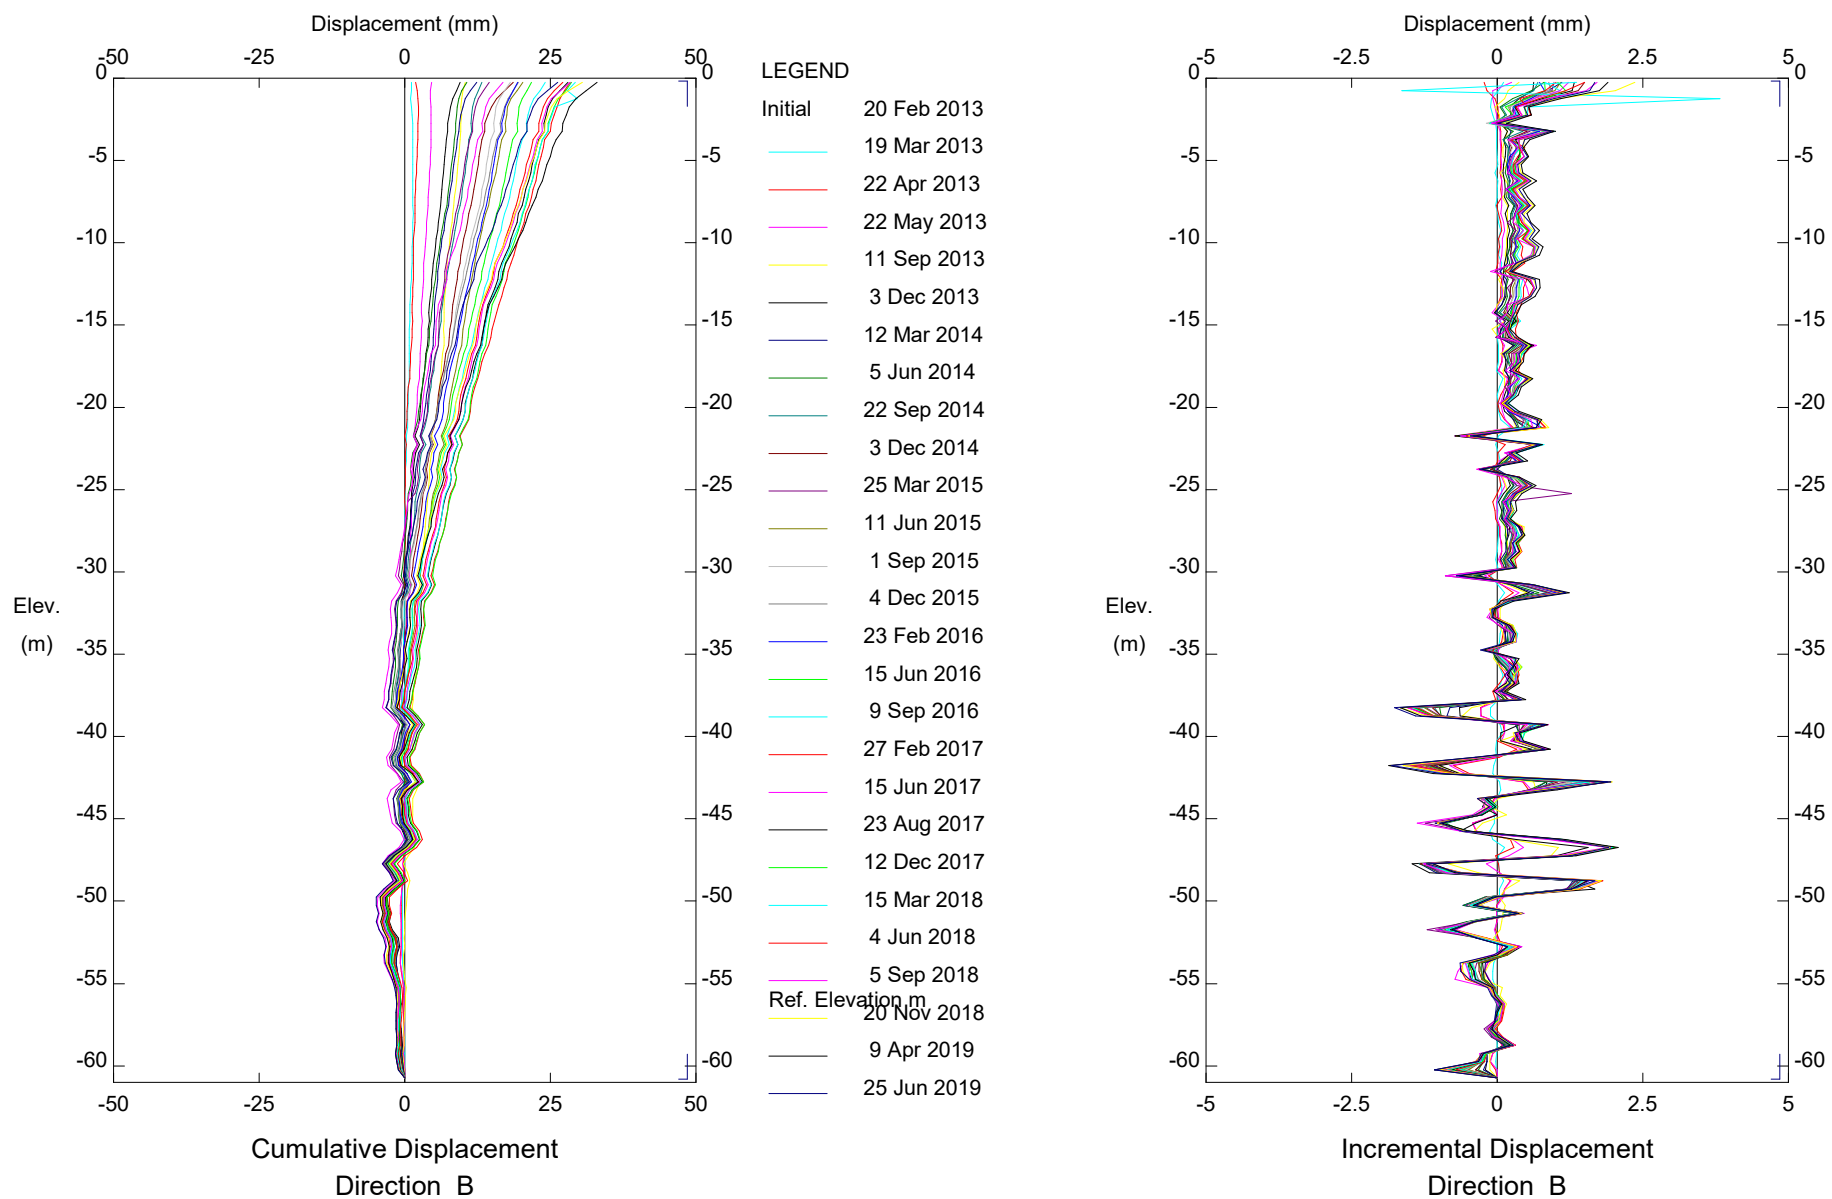 Displacement (mm)
-50 -25 0 25 50
0 0
-5 -5
-10 -10
-15 -15
-20 -20
-25 -25
-30 -30
Elev.
(m)
-35 -35
-40 -40
-45 -45
-50 -50
-55 -55
-60 -60
-50 -25 0 25 50
Cumulative Displacement
Direction B
LEGEND
Initial 20 Feb 2013
19 Mar 2013
22 Apr 2013
22 May 2013
11 Sep 2013
3 Dec 2013
12 Mar 2014
5 Jun 2014
22 Sep 2014
3 Dec 2014
25 Mar 2015
11 Jun 2015
1 Sep 2015
4 Dec 2015
23 Feb 2016
15 Jun 2016
9 Sep 2016
27 Feb 2017
15 Jun 2017
23 Aug 2017
12 Dec 2017
15 Mar 2018
4 Jun 2018
5 Sep 2018
Ref. Elevation m
20 Nov 2018
9 Apr 2019
25 Jun 2019
Displacement (mm)
-5 -2.5 0 2.5 5
0 0
-5 -5
-10 -10
-15 -15
-20 -20
-25 -25
-30 -30
Elev.
(m)
-35 -35
-40 -40
-45 -45
-50 -50
-55 -55
-60 -60
-5 -2.5 0 2.5 5
Incremental Displacement
Direction B